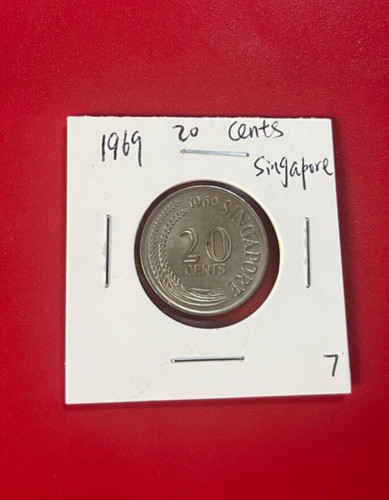 1969 20 Cents
Singapore
1969 SINGAPORE
20
CENTS
7